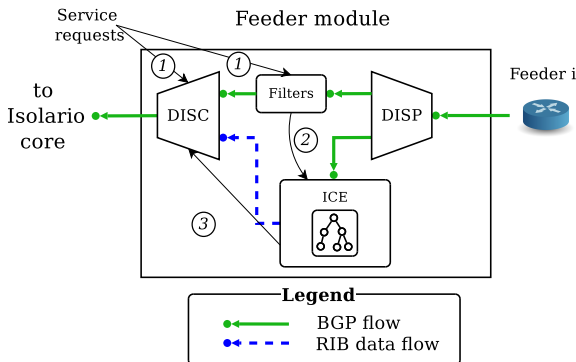 Service
requests
Feeder module
1
1
Feeder i
to
Isolario
core
DISC
Filters
DISP
2
ICE
3
Legend
BGP flow
RIB data flow